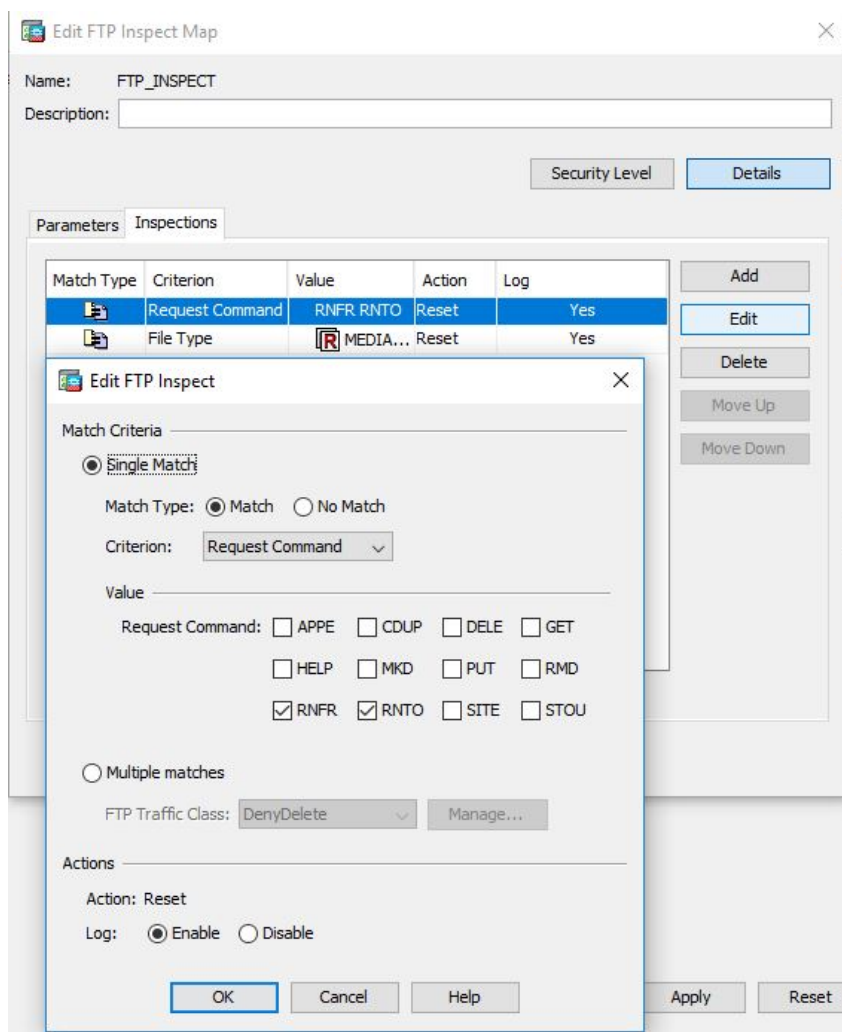 Edit FTP Inspect Map
Name: FTP_INSPECT
Description:
Security Level Details
Parameters Inspections
Match Type Criterion Value Action Log
Request Command RNFR RNTO Reset Yes
File Type R MEDIA... Reset Yes
Add
Edit
Delete
Move Up
Move Down
Edit FTP Inspect
Match Criteria
Single Match
Match Type: Match No Match
Criterion: Request Command
Value
Request Command: APPE CDUP DELE GET
HELP MKD PUT RMD
RNFR RNTO SITE STOU
Multiple matches
FTP Traffic Class: DenyDelete Manage...
Actions
Action: Reset
Log: Enable Disable
OK Cancel Help
Apply Reset